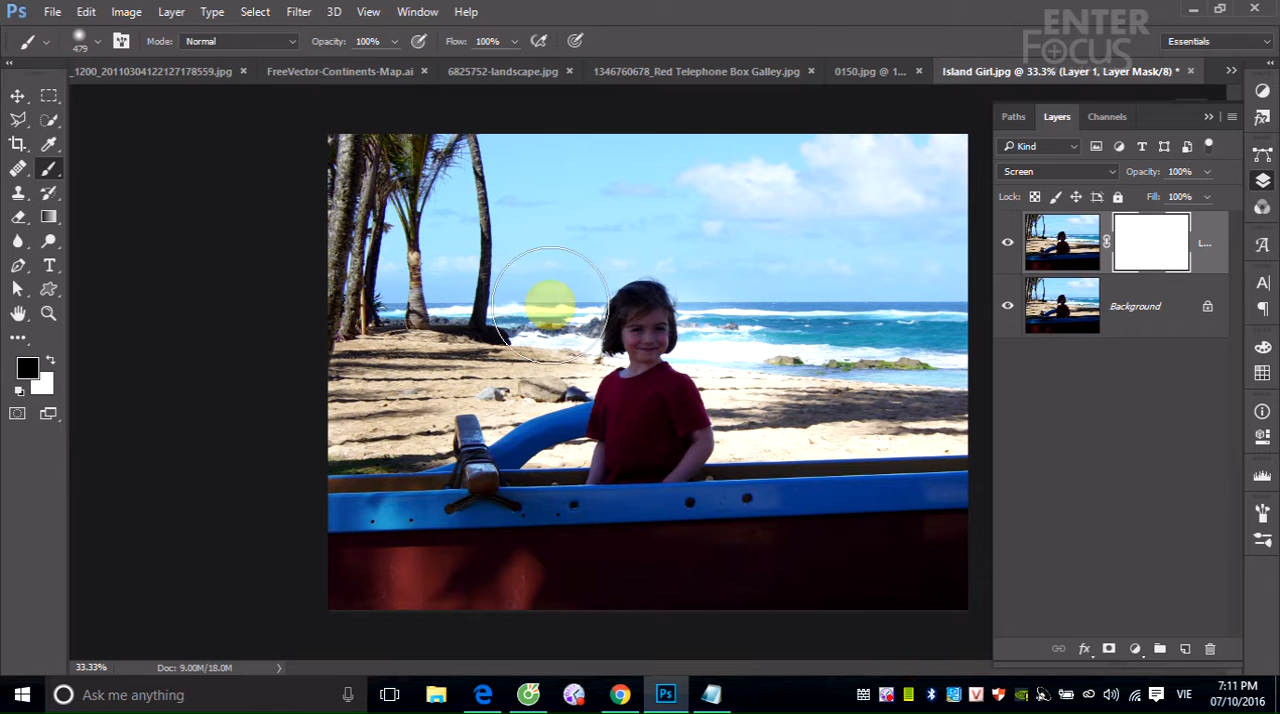 Ps File Edit Image Layer Type Select Filter 3D View Window Help
ENTER
FOCUS
479 Mode: Normal Opacity: 100% Flow: 100% Essentials
_1200_20110304122127178559.jpg × FreeVector-Continents-Map.ai × 6825752-landscape.jpg × 1346760678_Red Telephone Box Galley.jpg × 0150.jpg @ 1... × Island Girl.jpg @ 33.3% (Layer 1, Layer Mask/8) * ×
Paths Layers Channels
Kind
Screen Opacity: 100%
Lock: Fill: 100%
L...
Background
33.33% Doc: 9.00M/18.0M
Ask me anything
Ps
VIE
7:11 PM
07/10/2016